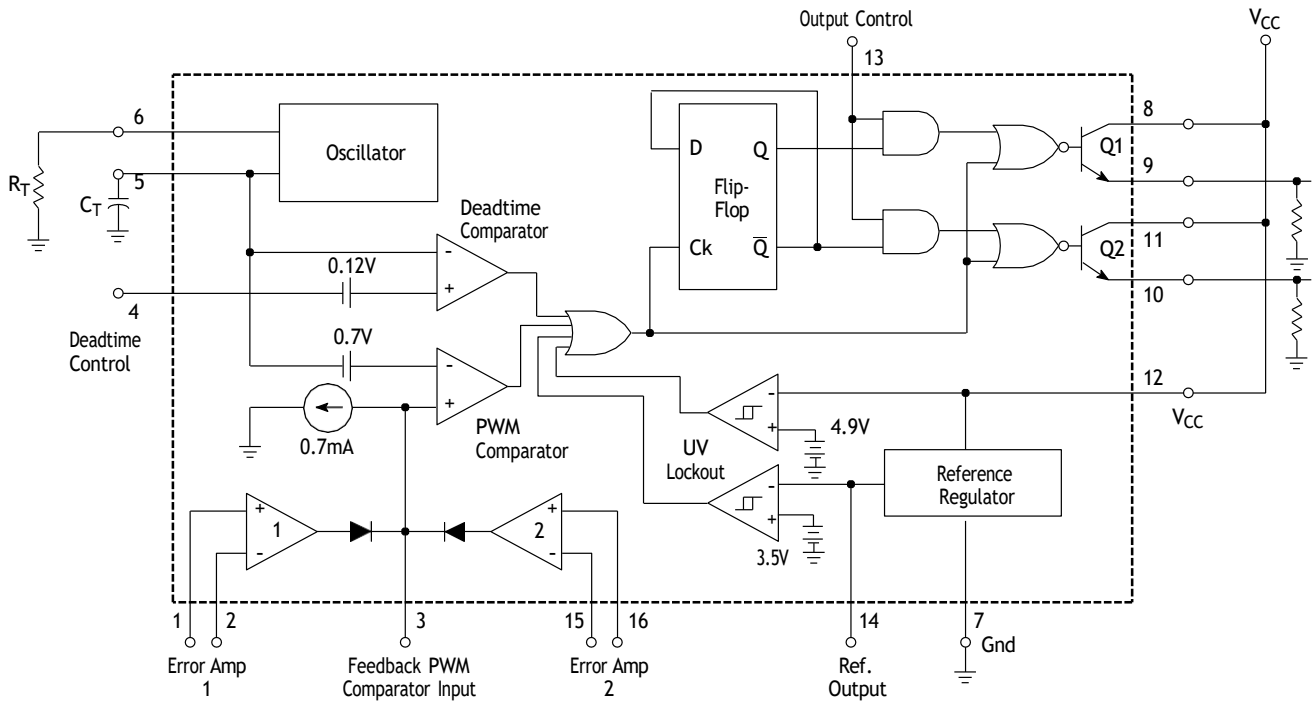 Output Control
VCC
13
6
8
Oscillator
D
Q
Q1
RT
5
9
CT
Flip-
Flop
Deadtime
Comparator
11
Ck
Q
Q2
0.12V
-
+
4
10
Deadtime
Control
0.7V
-
+
12
VCC
-
+
4.9V
0.7mA
PWM
Comparator
UV
Lockout
Reference
Regulator
-
+
3.5V
+
-
1
2
+
-
1
2
3
15
16
14
7
Gnd
Error Amp
1
Feedback PWM
Comparator Input
Error Amp
2
Ref.
Output